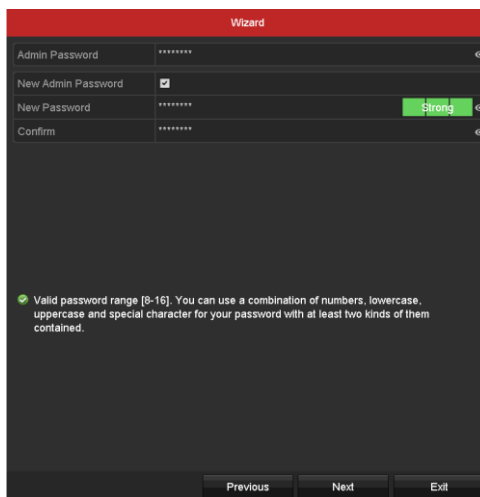 Wizard
Admin Password ********
New Admin Password
New Password ******** Strong
Confirm ********
Valid password range [8-16]. You can use a combination of numbers, lowercase,
uppercase and special character for your password with at least two kinds of them
contained.
Previous Next Exit